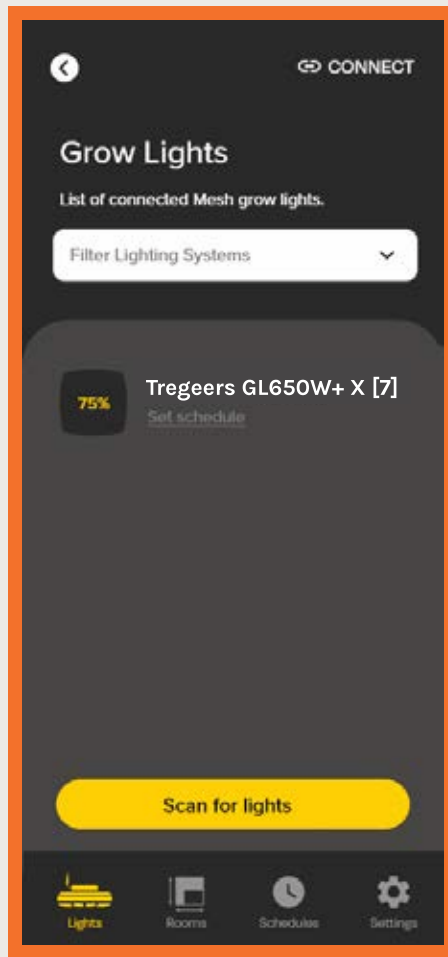 CONNECT
Grow Lights
List of connected Mesh grow lights.
Filter Lighting Systems
75%
Tregeers GL650W+ X [7]
Set schedule
Scan for lights
Lights
Rooms
Schedules
Settings